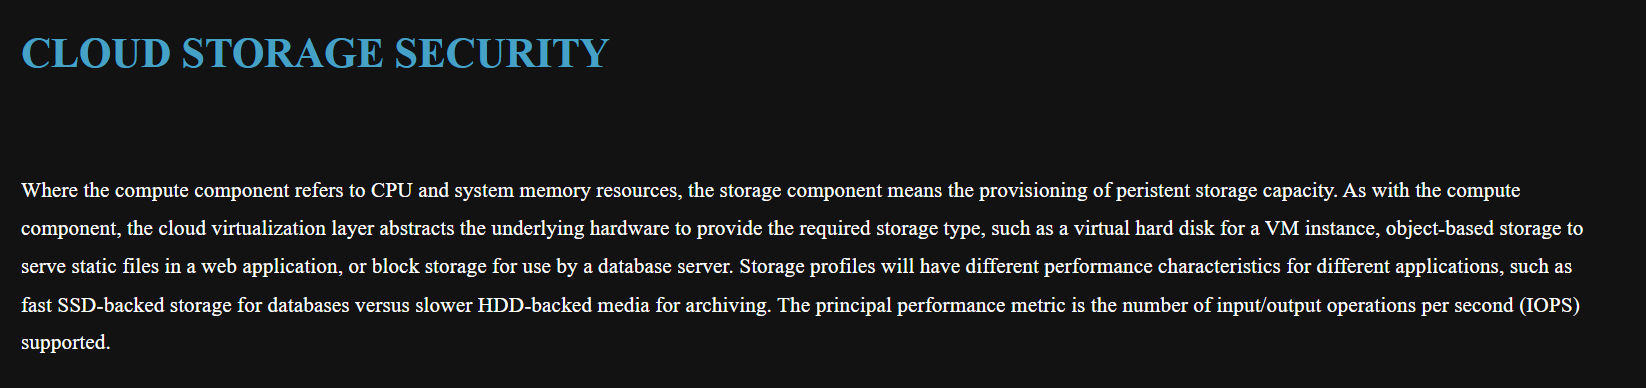 CLOUD STORAGE SECURITY
Where the compute component refers to CPU and system memory resources, the storage component means the provisioning of peristent storage capacity. As with the compute
component, the cloud virtualization layer abstracts the underlying hardware to provide the required storage type, such as a virtual hard disk for a VM instance, object-based storage to
serve static files in a web application, or block storage for use by a database server. Storage profiles will have different performance characteristics for different applications, such as
fast SSD-backed storage for databases versus slower HDD-backed media for archiving. The principal performance metric is the number of input/output operations per second (IOPS)
supported.